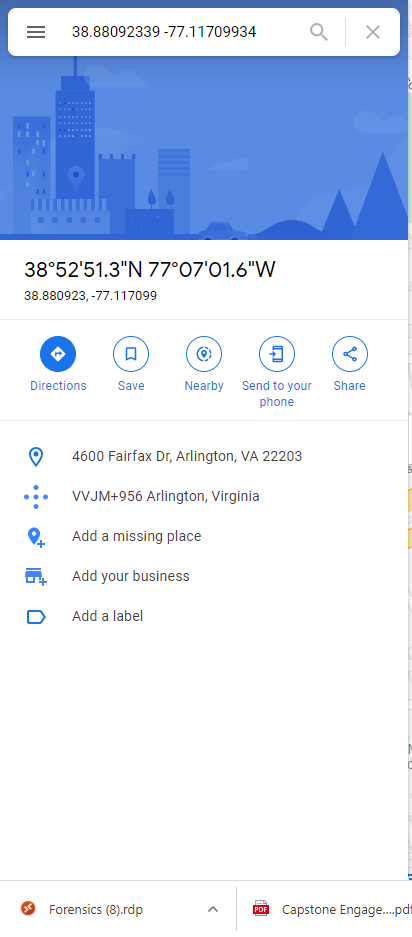 38.88092339 -77.11709934
38°52'51.3"N 77°07'01.6"W
38.880923, -77.117099
Directions
Save
Nearby
Send to your phone
Share
4600 Fairfax Dr, Arlington, VA 22203
VVJM+956 Arlington, Virginia
Add a missing place
Add your business
Add a label
Forensics (8).rdp
PDF
Capstone Engage....pdf